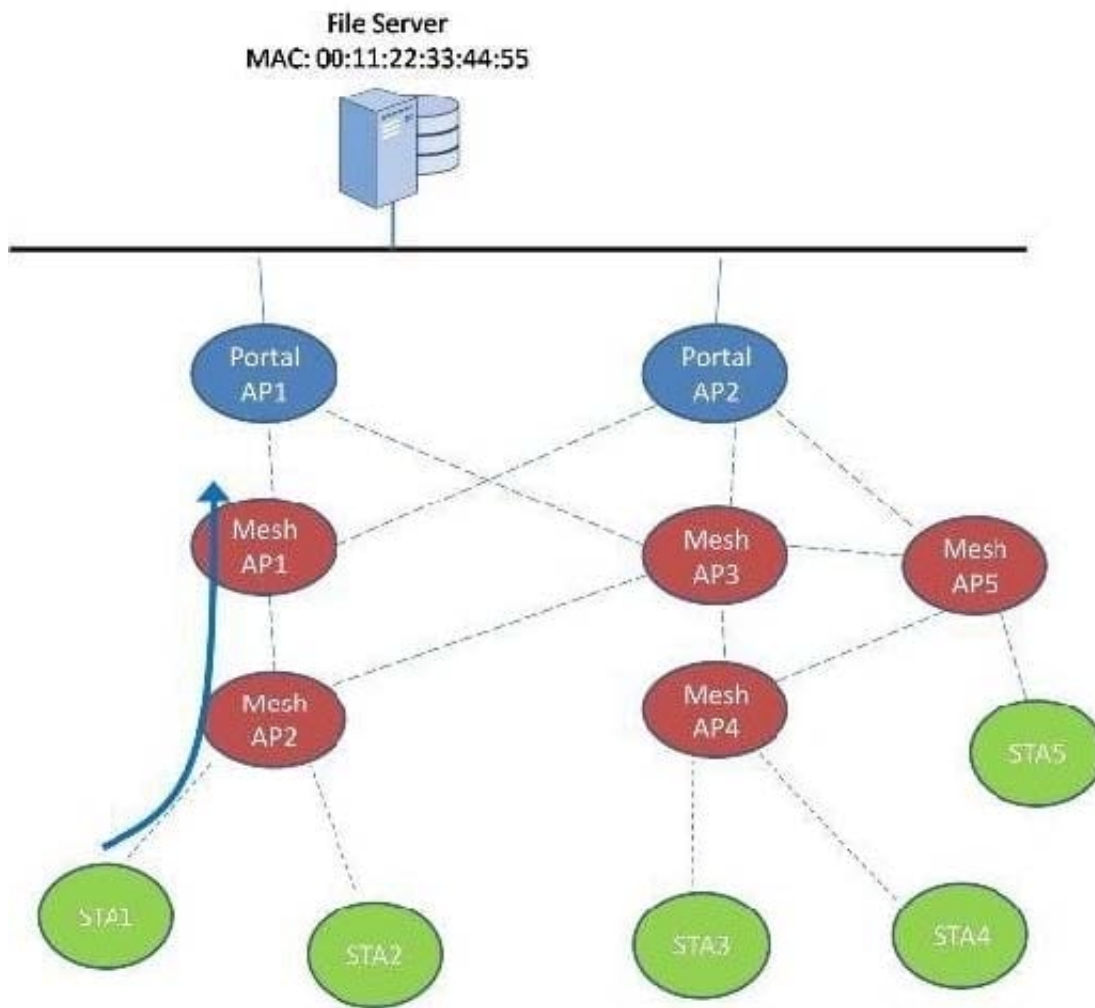 File Server
MAC: 00:11:22:33:44:55
Portal
AP1
Portal
AP2
Mesh
AP1
Mesh
AP3
Mesh
AP5
Mesh
AP2
Mesh
AP4
STA5
STA1
STA2
STA3
STA4